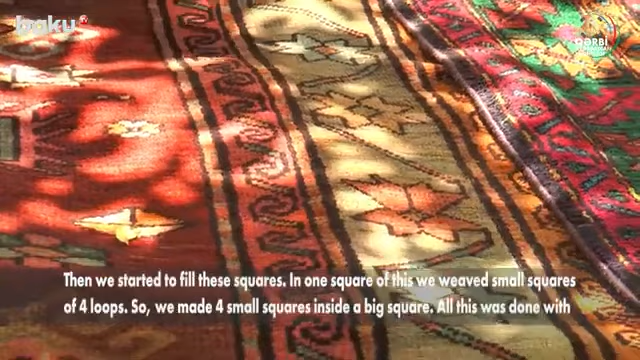 baku
QƏRBİ
Then we started to fill these squares. In one square of this we weaved small squares
of 4 loops. So, we made 4 small squares inside a big square. All this was done with